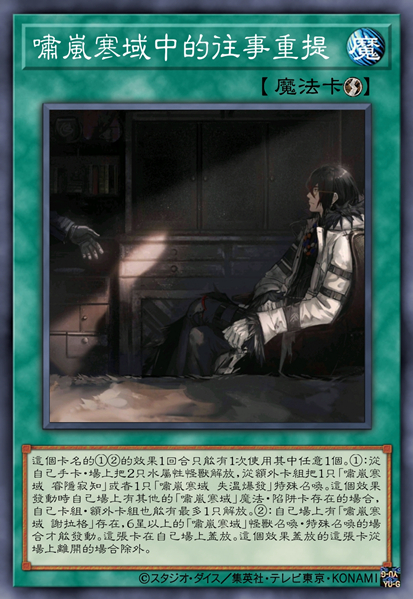 嘯嵐寒域中的往事重提
魔
【魔法卡】
這個卡名的①②的效果1回合只能有1次使用其中任意1個。①:從
自己手卡・場上把2只水屬性怪獸解放,從額外卡組把1只「嘯嵐寒
域 睿隱寂知」或者1只「嘯嵐寒域 失溫爆發」特殊召喚。這個效果
發動時自己場上有其他的「嘯嵐寒域」魔法・陷阱卡存在的場合,
自己卡組・額外卡組也能有最多1只解放。②:自己場上有「嘯嵐寒
域 謝拉格」存在,6星以上的「嘯嵐寒域」怪獸召喚・特殊召喚的場
合才能發動。這張卡在自己場上蓋放。這個效果蓋放的這張卡從
場上離開的場合除外。
©スタジオ・ダイス/集英社・テレビ東京・KONAMI